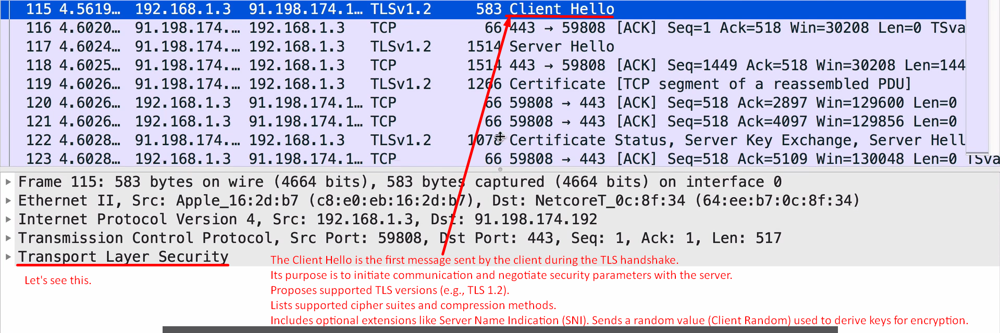 115 4.5619… 192.168.1.3 91.198.174.1… TLSv1.2 583 Client Hello
116 4.6020… 91.198.174.… 192.168.1.3 TCP 66 443 → 59808 [ACK] Seq=1 Ack=518 Win=30208 Len=0 TSva
117 4.6024… 91.198.174.… 192.168.1.3 TLSv1.2 1514 Server Hello
118 4.6025… 91.198.174.… 192.168.1.3 TCP 1514 443 → 59808 [ACK] Seq=1449 Ack=518 Win=30208 Len=144
119 4.6026… 91.198.174.… 192.168.1.3 TLSv1.2 1266 Certificate [TCP segment of a reassembled PDU]
120 4.6026… 192.168.1.3 91.198.174.1… TCP 66 59808 → 443 [ACK] Seq=518 Ack=2897 Win=129600 Len=0
121 4.6026… 192.168.1.3 91.198.174.1… TCP 66 59808 → 443 [ACK] Seq=518 Ack=4097 Win=129856 Len=0
122 4.6028… 91.198.174.… 192.168.1.3 TLSv1.2 1078 Certificate Status, Server Key Exchange, Server Hell
123 4.6028… 192.168.1.3 91.198.174.1… TCP 66 59808 → 443 [ACK] Seq=518 Ack=5109 Win=130048 Len=0 TSva
Frame 115: 583 bytes on wire (4664 bits), 583 bytes captured (4664 bits) on interface 0
Ethernet II, Src: Apple_16:2d:b7 (c8:e0:eb:16:2d:b7), Dst: NetcoreT_0c:8f:34 (64:ee:b7:0c:8f:34)
Internet Protocol Version 4, Src: 192.168.1.3, Dst: 91.198.174.192
Transmission Control Protocol, Src Port: 59808, Dst Port: 443, Seq: 1, Ack: 1, Len: 517
Transport Layer Security
Let's see this.
The Client Hello is the first message sent by the client during the TLS handshake.
Its purpose is to initiate communication and negotiate security parameters with the server.
Proposes supported TLS versions (e.g., TLS 1.2).
Lists supported cipher suites and compression methods.
Includes optional extensions like Server Name Indication (SNI). Sends a random value (Client Random) used to derive keys for encryption.